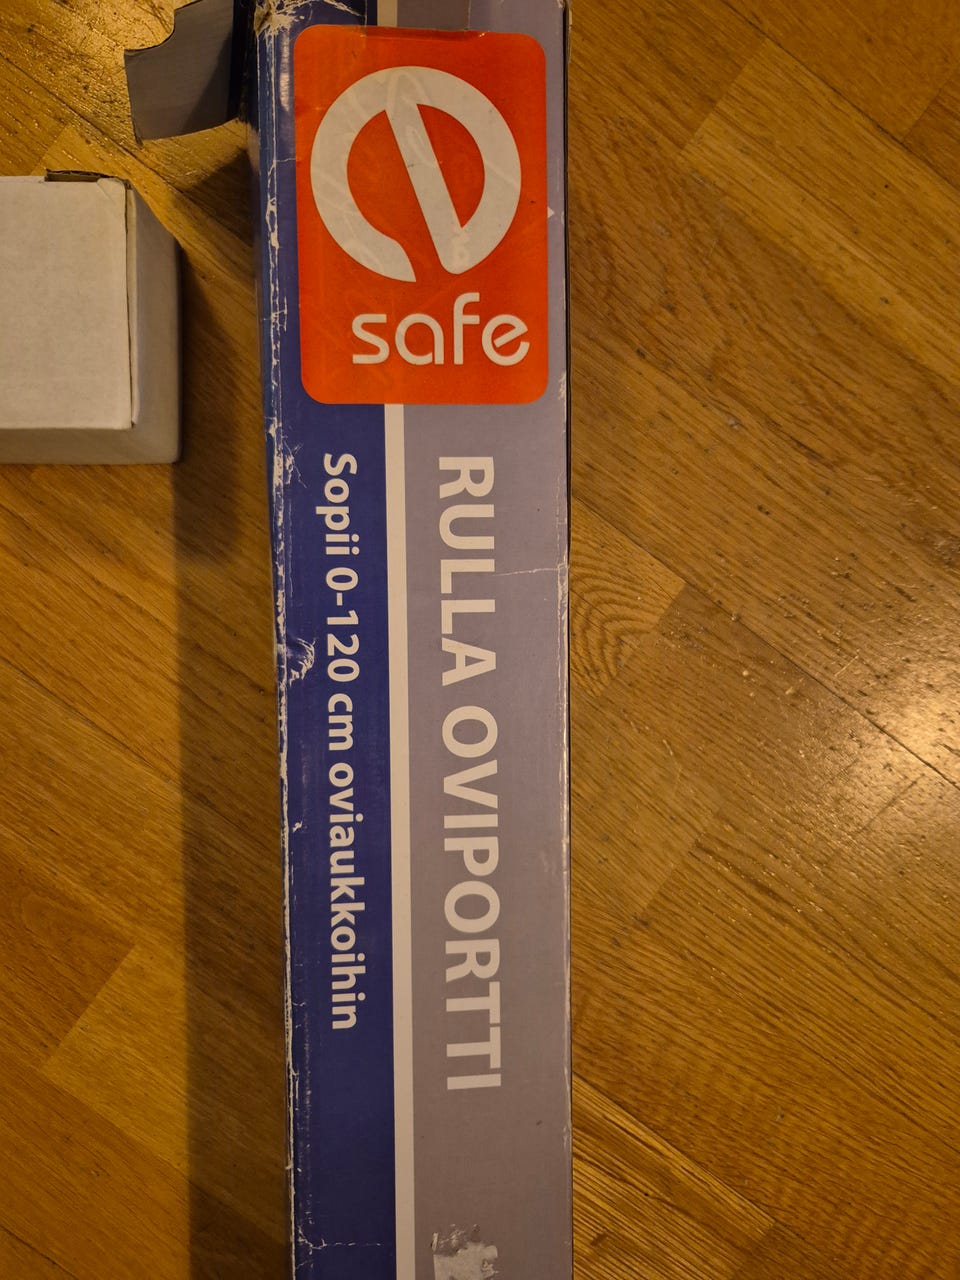 safe
RULLA OVIPORTTI
Sopii 0-120 cm oviaukkoihin